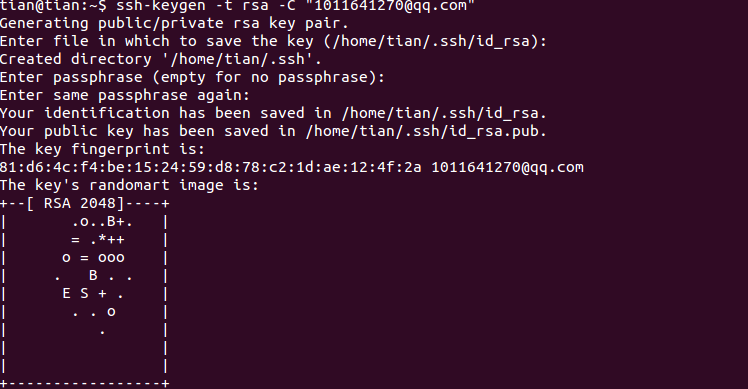 tian@tian:~$ ssh-keygen -t rsa -C "1011641270@qq.com"
Generating public/private rsa key pair.
Enter file in which to save the key (/home/tian/.ssh/id_rsa):
Created directory '/home/tian/.ssh'.
Enter passphrase (empty for no passphrase):
Enter same passphrase again:
Your identification has been saved in /home/tian/.ssh/id_rsa.
Your public key has been saved in /home/tian/.ssh/id_rsa.pub.
The key fingerprint is:
81:d6:4c:f4:be:15:24:59:d8:78:c2:1d:ae:12:4f:2a 1011641270@qq.com
The key's randomart image is:
+--[ RSA 2048]----+
|       .o..B+.   |
|       = .*++    |
|      o = ooo    |
|     .   B . .   |
|      E S + .    |
|       . . o     |
|          .      |
|                 |
|                 |
+-----------------+